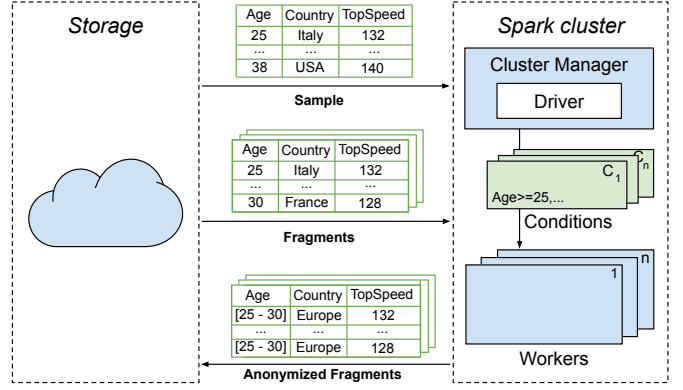 Storage
Age Country TopSpeed
25 Italy 132
... ... ...
38 USA 140
Sample
Age Country TopSpeed
25 Italy 132
... ... ...
30 France 128
Fragments
Age Country TopSpeed
[25 - 30] Europe 132
... ... ...
[25 - 30] Europe 128
Anonymized Fragments
Spark cluster
Cluster Manager
Driver
Cn
C1
Age>=25,...
Conditions
n
1
Workers